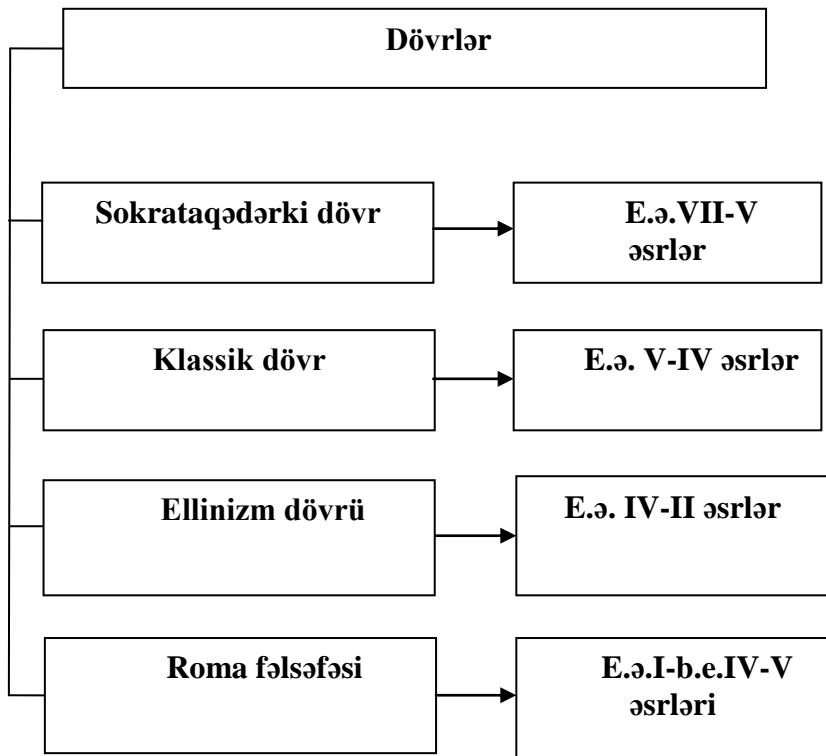 Dövrlər
Sokrataqədərki dövr
E.ə.VII-V
əsrlər
Klassik dövr
E.ə. V-IV əsrlər
Ellinizm dövrü
E.ə. IV-II əsrlər
Roma fəlsəfəsi
E.ə.I-b.e.IV-V
əsrləri